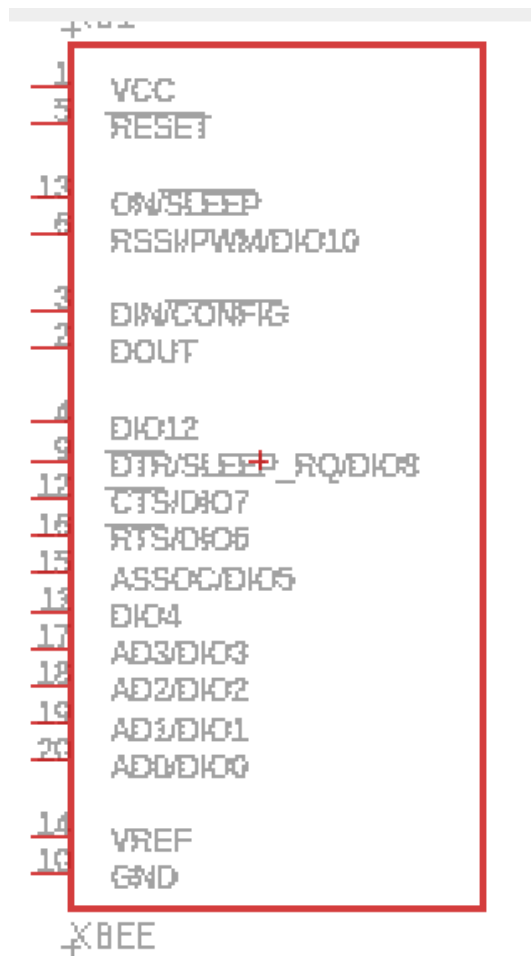 1 VCC
5 RESET
13 ON/SLEEP
6 RSSI/PWM/DIO10
3 DIN/CONFIG
2 DOUT
4 DIO12
9 DTR/SLEEP_RQ/DIO8
12 CTS/DIO7
16 RTS/DIO6
15 ASSOC/DIO5
11 DIO4
17 AD3/DIO3
18 AD2/DIO2
19 AD1/DIO1
20 AD0/DIO0
14 VREF
10 GND
XBEE